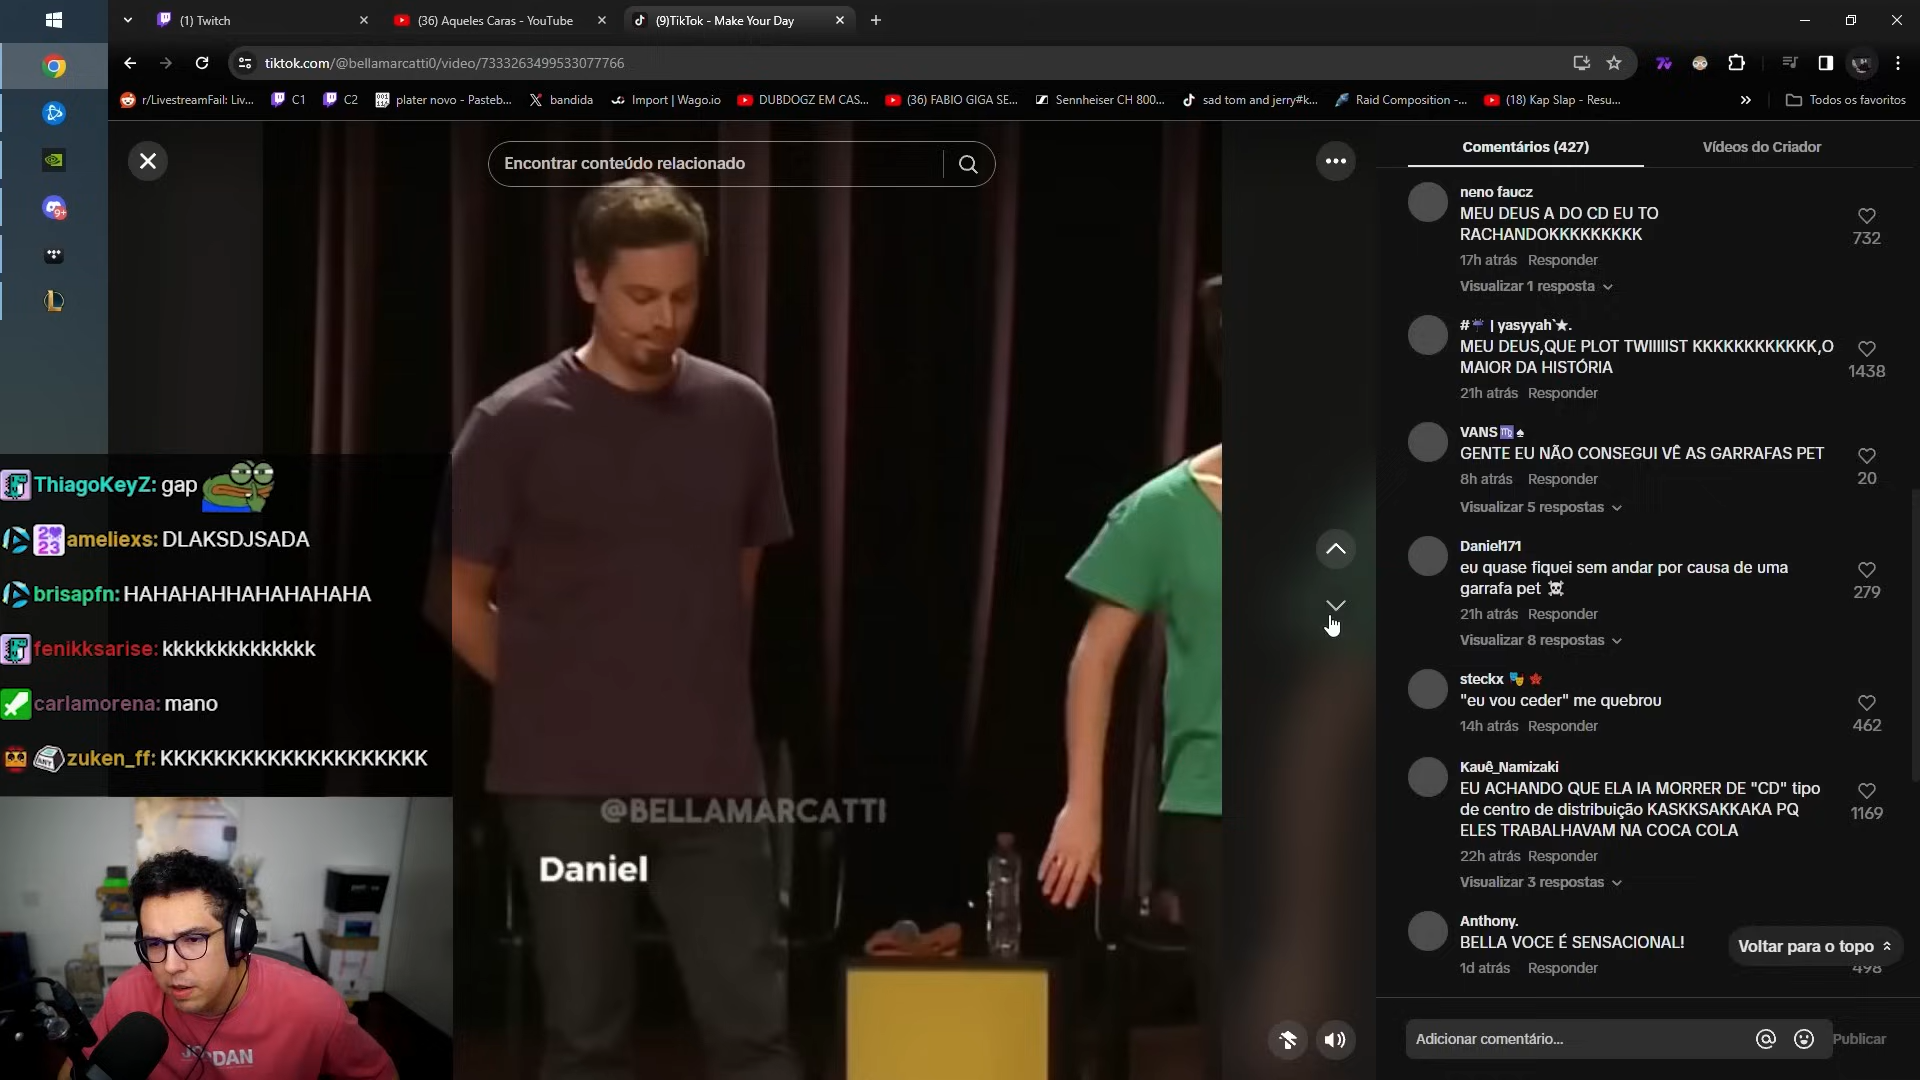 (1) Twitch
(36) Aqueles Caras - YouTube
(9)TikTok - Make Your Day
tiktok.com/@bellamarcatti0/video/7333263499533077766
r/LivestreamFail: Liv...
C1
C2
plater novo - Pasteb...
bandida
Import | Wago.io
DUBDOGZ EM CAS...
(36) FABIO GIGA SE...
Sennheiser CH 800...
sad tom and jerry#k...
Raid Composition -...
(18) Kap Slap - Resu...
Todos os favoritos
9+
Encontrar conteúdo relacionado
ThiagoKeyZ: gap
ameliexs: DLAKSDJSADA
brisapfn: HAHAHAHHAHAHAHAHA
fenikksarise: kkkkkkkkkkkkkk
carlamorena: mano
zuken_ff: KKKKKKKKKKKKKKKKKKKK
@BELLAMARCATTI
Daniel
Comentários (427)
Vídeos do Criador
neno faucz
MEU DEUS A DO CD EU TO
RACHANDOKKKKKKKKK
732
17h atrás Responder
Visualizar 1 resposta
#☔ | yasyyah`★.
MEU DEUS,QUE PLOT TWIIIIIST KKKKKKKKKKKK,O
MAIOR DA HISTÓRIA
1438
21h atrás Responder
VANS♍♠
GENTE EU NÃO CONSEGUI VÊ AS GARRAFAS PET
20
8h atrás Responder
Visualizar 5 respostas
Daniel171
eu quase fiquei sem andar por causa de uma
garrafa pet ☠
279
21h atrás Responder
Visualizar 8 respostas
steckx 🎭🌺
"eu vou ceder" me quebrou
462
14h atrás Responder
Kauê_Namizaki
EU ACHANDO QUE ELA IA MORRER DE "CD" tipo
de centro de distribuição KASKKSAKKAKA PQ
ELES TRABALHAVAM NA COCA COLA
1169
22h atrás Responder
Visualizar 3 respostas
Anthony.
BELLA VOCE É SENSACIONAL!
Voltar para o topo
1d atrás Responder
498
Adicionar comentário...
Publicar